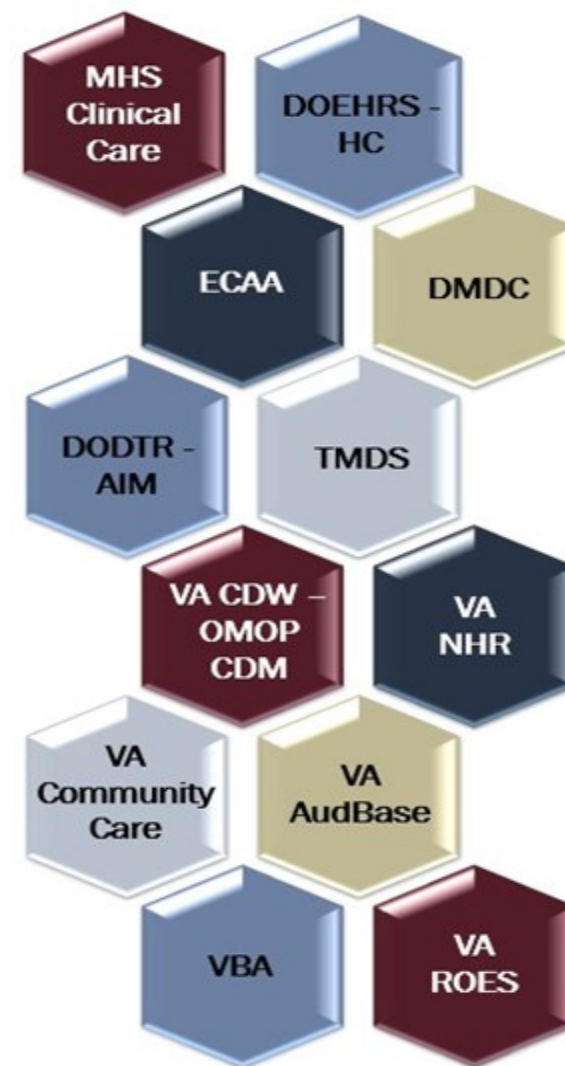 MHS
Clinical
Care
DOEHRS -
HC
ECAA
DMDC
DODTR -
AIM
TMDS
VA CDW –
OMOP
CDM
VA
NHR
VA
Community
Care
VA
AudBase
VBA
VA
ROES